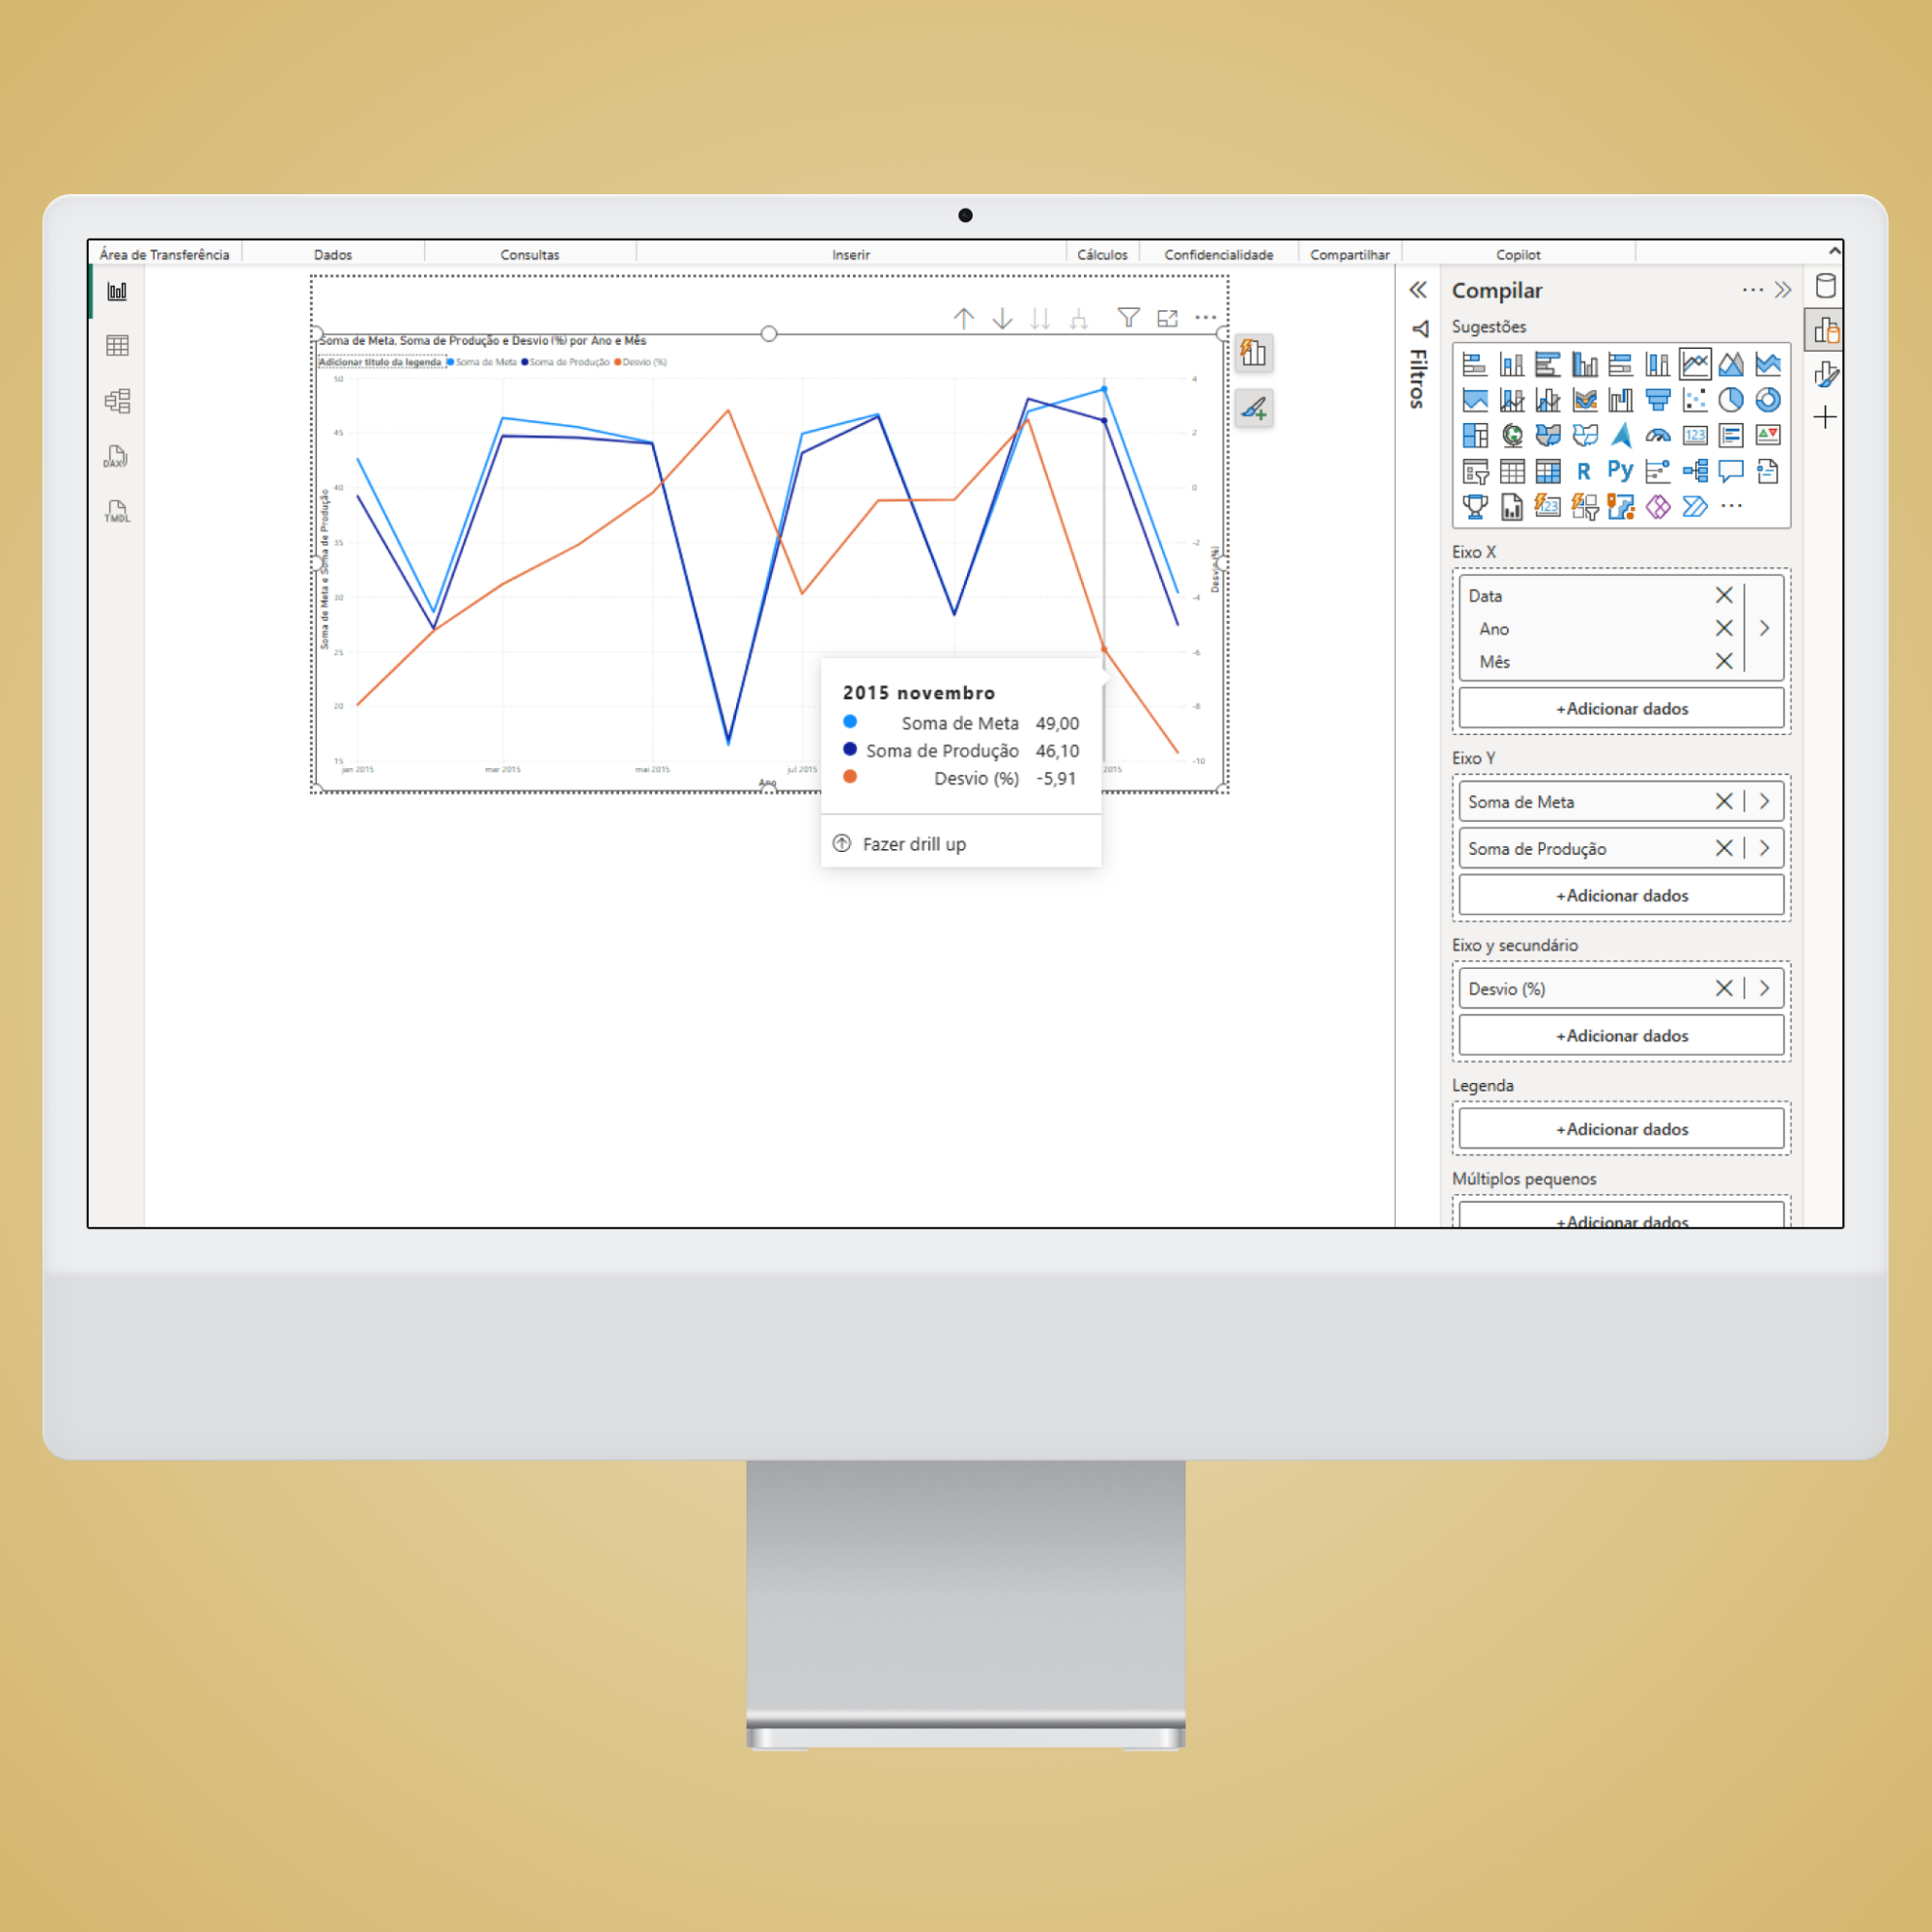 Área de Transferência
Dados
Consultas
Inserir
Cálculos
Confidencialidade
Compartilhar
Copilot
DAX
TMDL
Soma de Meta, Soma de Produção e Desvio (%) por Ano e Mês
Adicionar título da legenda Soma de Meta Soma de Produção Desvio (%)
Soma de Meta e Soma de Produção
50
45
40
35
30
25
20
15
4
2
0
-2
-4
-6
-8
-10
Desvio (%)
jan 2015
mar 2015
mai 2015
jul 2015
2015
Ano
2015 novembro
Soma de Meta 49,00
Soma de Produção 46,10
Desvio (%) -5,91
Fazer drill up
Filtros
Compilar
Sugestões
123
R
Py
123
Eixo X
Data
Ano
Mês
+Adicionar dados
Eixo Y
Soma de Meta
Soma de Produção
+Adicionar dados
Eixo y secundário
Desvio (%)
+Adicionar dados
Legenda
+Adicionar dados
Múltiplos pequenos
+Adicionar dados